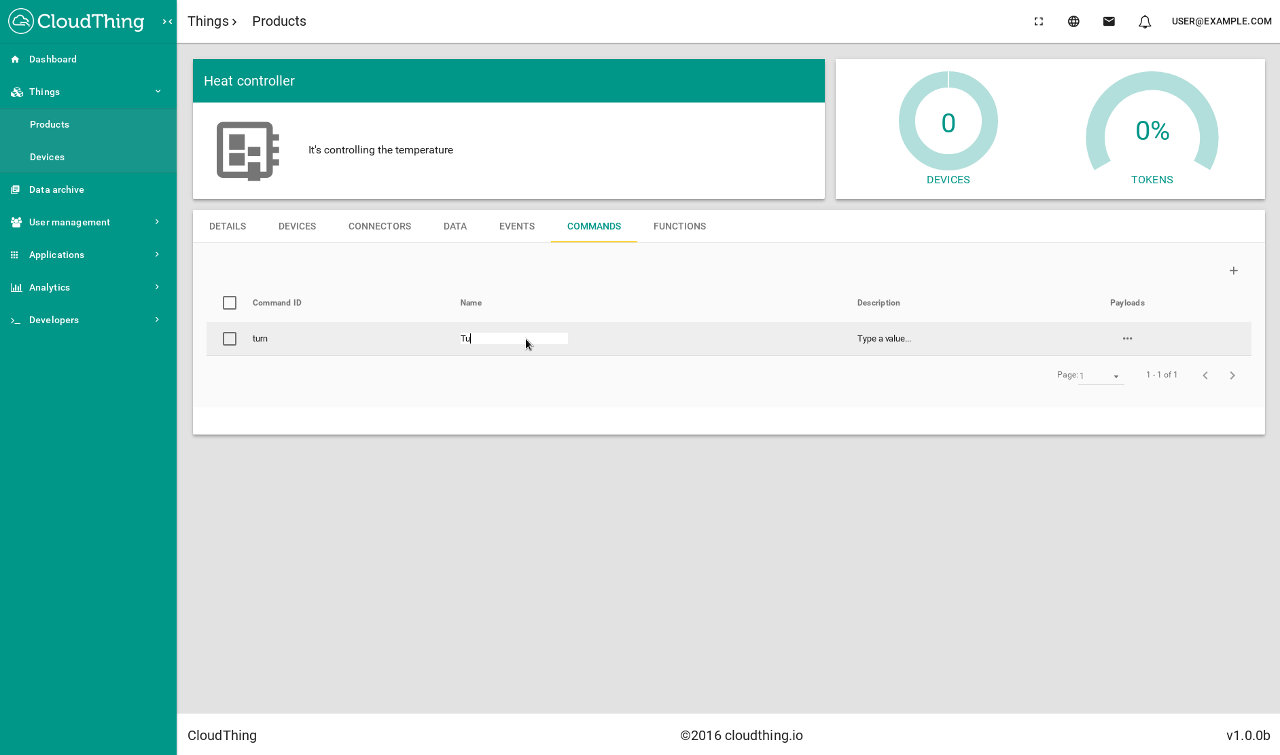 CloudThing
Things Products
USER@EXAMPLE.COM
Dashboard
Things
Products
Devices
Data archive
User management
Applications
Analytics
Developers
Heat controller
It's controlling the temperature
0
DEVICES
0%
TOKENS
DETAILS DEVICES CONNECTORS DATA EVENTS COMMANDS FUNCTIONS
Command ID Name Description Payloads
turn Tu Type a value...
Page: 1 1 - 1 of 1
CloudThing ©2016 cloudthing.io v1.0.0b